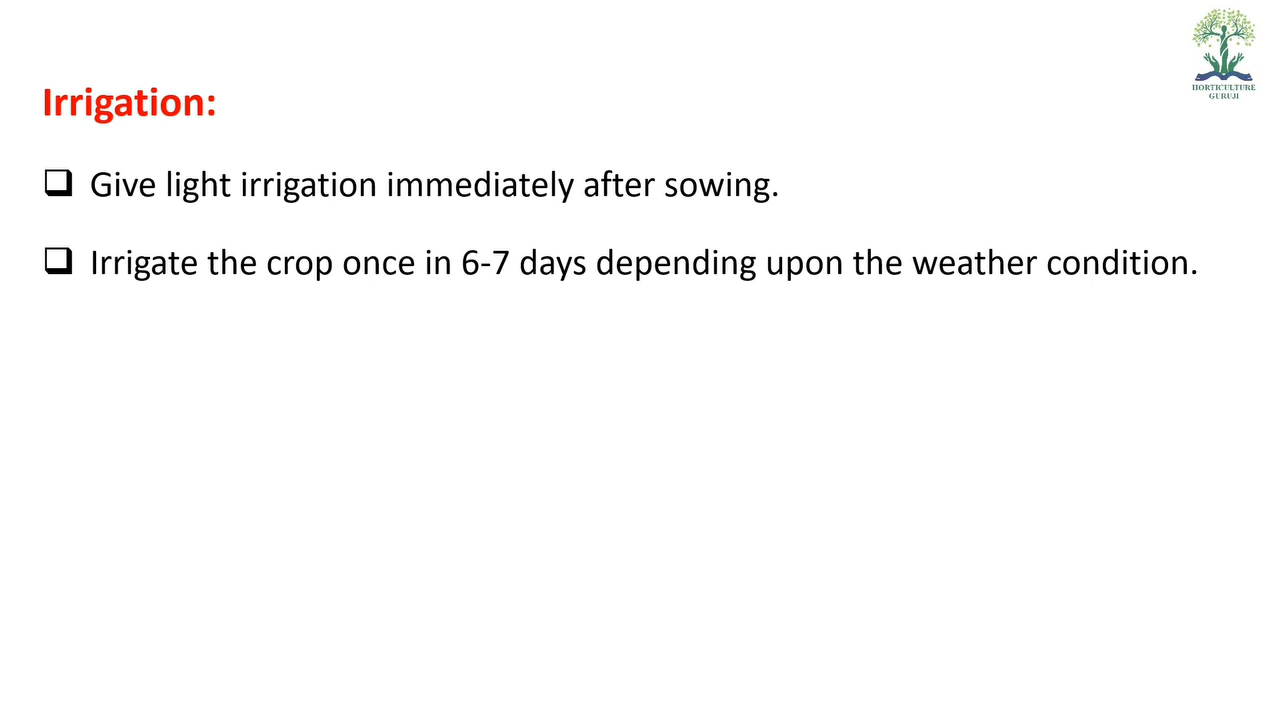 HORTICULTURE
GURUJI
Irrigation:
❑ Give light irrigation immediately after sowing.
❑ Irrigate the crop once in 6-7 days depending upon the weather condition.